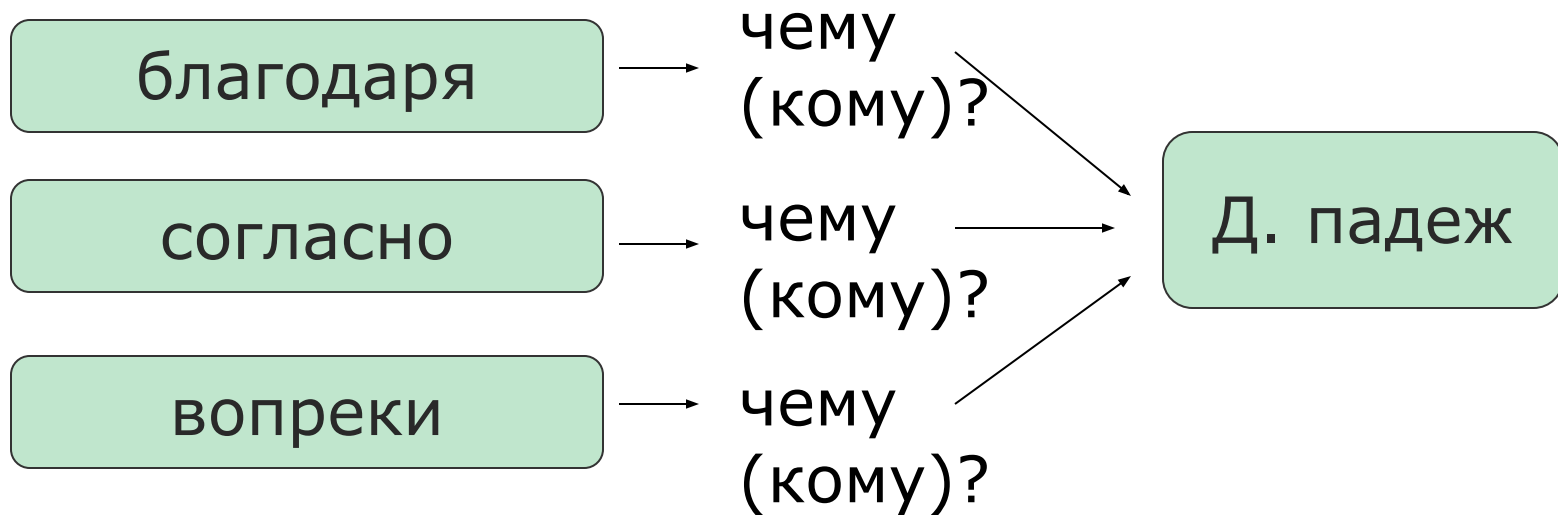 благодаря
чему
(кому)?
согласно
чему
(кому)?
Д. падеж
вопреки
чему
(кому)?